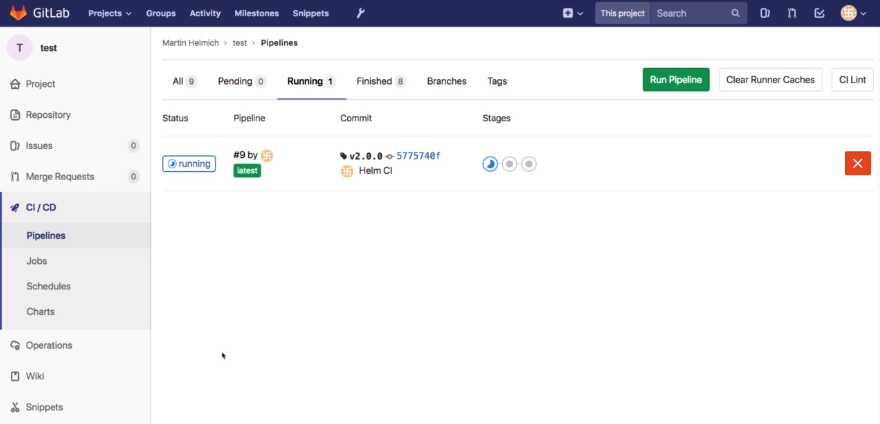 GitLab Projects Groups Activity Milestones Snippets This project Search
T test
Martin Helmich > test > Pipelines
Project
Repository
Issues 0
Merge Requests 0
CI / CD
Pipelines
Jobs
Schedules
Charts
Operations
Wiki
Snippets
All 9 Pending 0 Running 1 Finished 8 Branches Tags Run Pipeline Clear Runner Caches CI Lint
Status Pipeline Commit Stages
running #9 by v2.0.0 5775740f
latest Helm CI